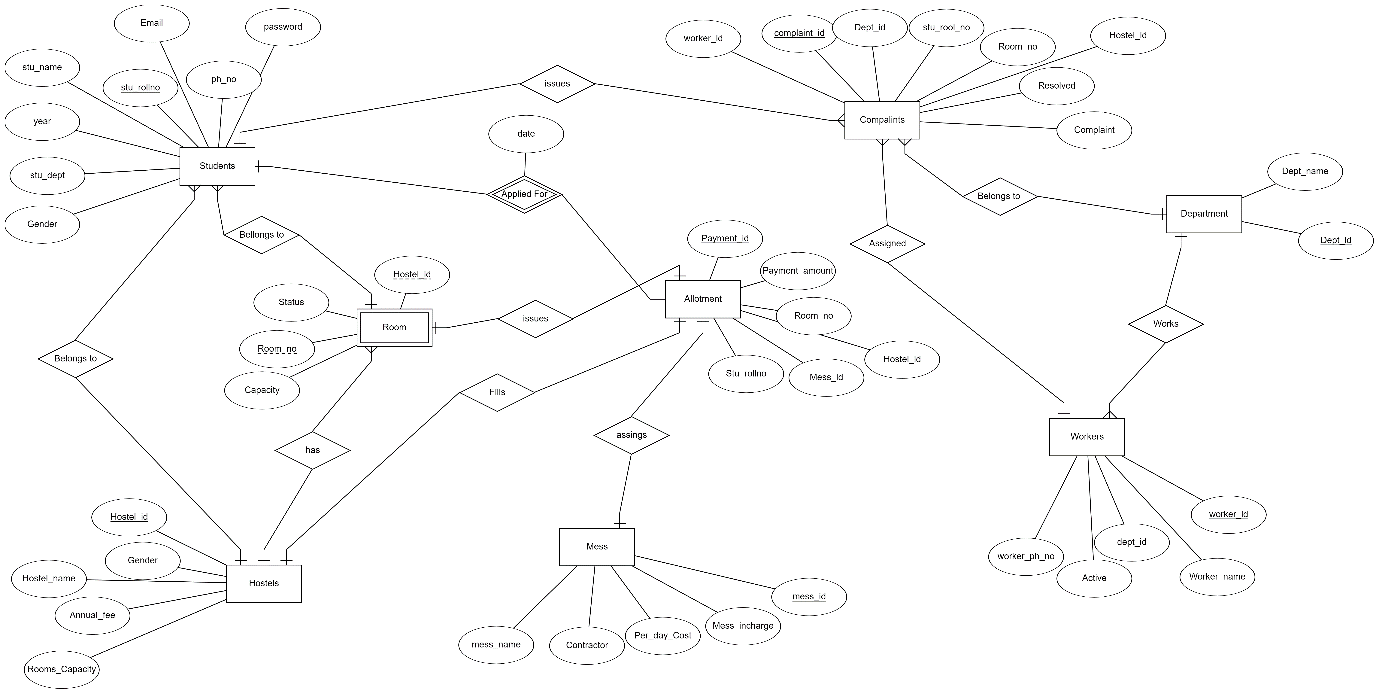 Email
password
worker_id
complaint_id
Dept_id
stu_rool_no
Room_no
Hostel_id
stu_name
stu_rollno
ph_no
issues
Resolved
year
date
Compalints
Complaint
stu_dept
Students
Applied For
Belongs to
Dept_name
Department
Gender
Bellongs to
Assigned
Dept_Id
Payment_id
Status
Hostel_id
Payment_amount
Allotment
Room_no
Room
issues
Works
Room_no
Capacity
Belongs to
Hostel_id
Stu_rollno
Mess_Id
Fills
has
assings
Workers
Hostel_id
Gender
Hostel_name
Hostels
Annual_fee
Rooms_Capacity
Mess
mess_id
Mess_incharge
Per_day_Cost
Contractor
mess_name
worker_id
dept_id
worker_ph_no
Active
Worker_name